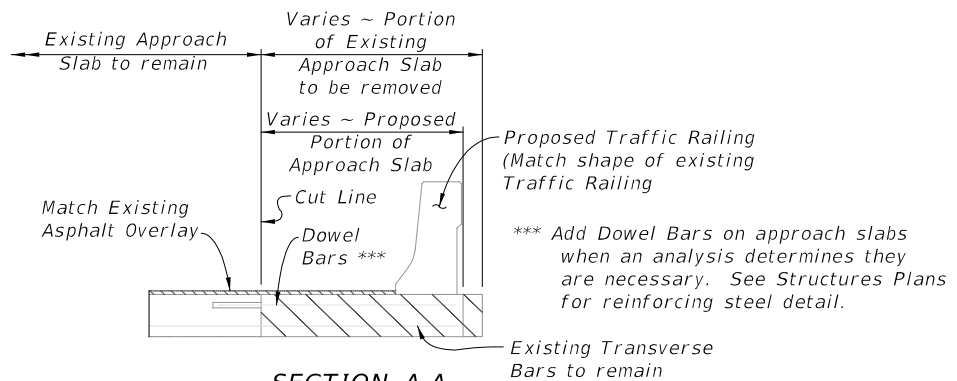 Existing Approach
Slab to remain
Varies ~ Portion
of Existing
Approach Slab
to be removed
Varies ~ Proposed
Portion of
Approach Slab
Proposed Traffic Railing
(Match shape of existing
Traffic Railing
Cut Line
Match Existing
Asphalt Overlay
Dowel
Bars ***
*** Add Dowel Bars on approach slabs
when an analysis determines they
are necessary.  See Structures Plans
for reinforcing steel detail.
Existing Transverse
Bars to remain
SECTION A-A